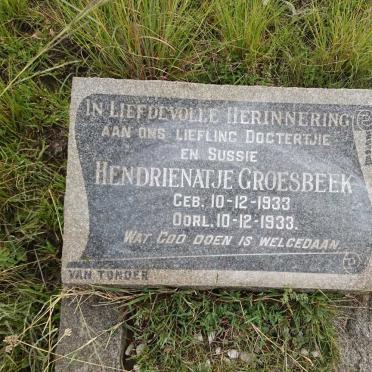 IN LIEFDEVOLLE HERINNERING
AAN ONS LIEFLING DOGTERTJIE
EN SUSSIE
HENDRIENATJE GROESBEEK
GEB. 10-12-1933
OORL. 10-12-1933.
WAT GOD DOEN IS WELGEDAAN
VAN TONDER